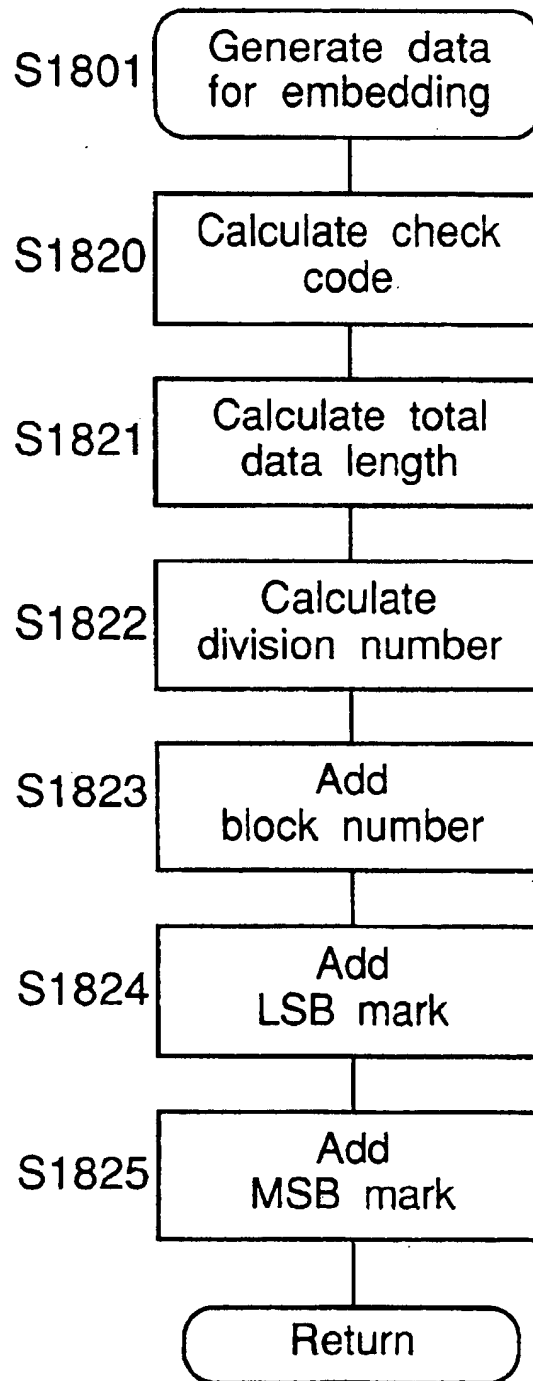 S1801
Generate data
for embedding
S1820
Calculate check
code
S1821
Calculate total
data length
S1822
Calculate
division number
S1823
Add
block number
S1824
Add
LSB mark
S1825
Add
MSB mark
Return